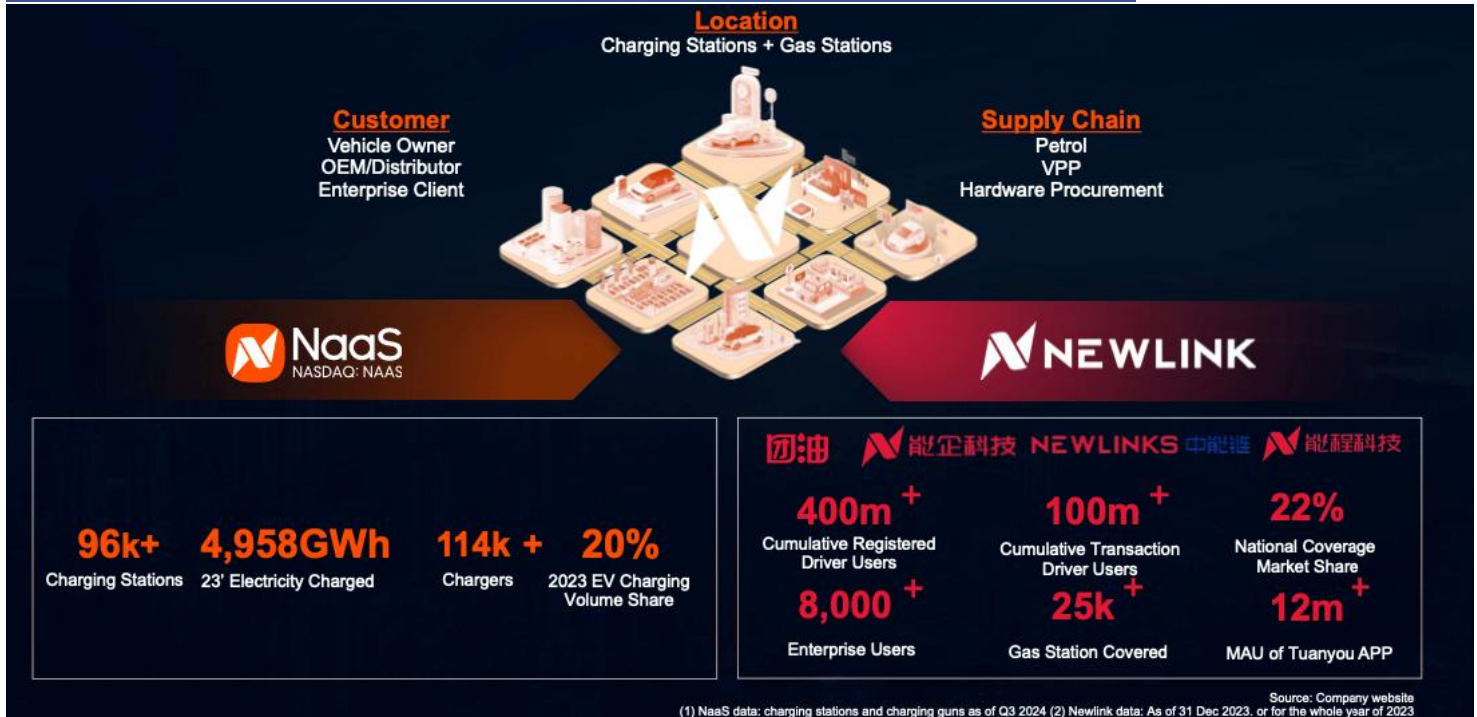 Location
Charging Stations + Gas Stations
Customer
Vehicle Owner
OEM/Distributor
Enterprise Client
Supply Chain
Petrol
VPP
Hardware Procurement
NaaS
NASDAQ: NAAS
NEWLINK
96k+
Charging Stations
4,958GWh
23' Electricity Charged
114k +
Chargers
20%
2023 EV Charging
Volume Share
团油 能企科技 NEWLINKS 中能链 能程科技
400m+
Cumulative Registered
Driver Users
100m+
Cumulative Transaction
Driver Users
22%
National Coverage
Market Share
8,000+
Enterprise Users
25k+
Gas Station Covered
12m+
MAU of Tuanyou APP
Source: Company website
(1) NaaS data: charging stations and charging guns as of Q3 2024 (2) Newlink data: As of 31 Dec 2023. or for the whole year of 2023